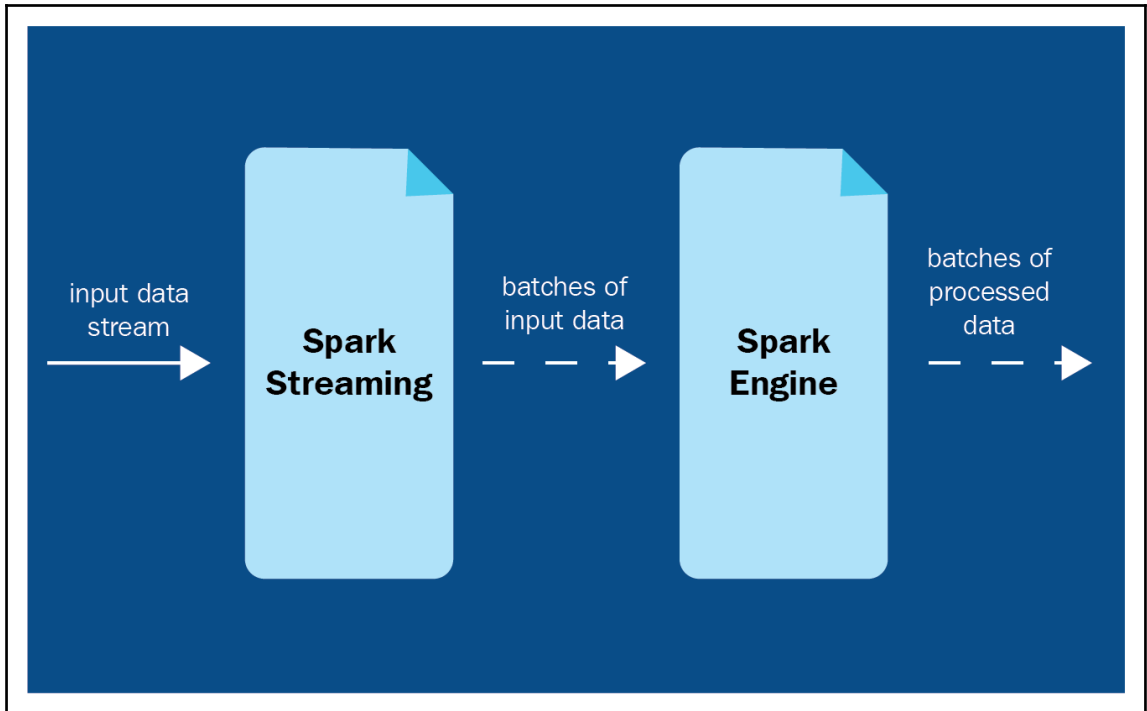 input data
stream
Spark
Streaming
batches of
input data
Spark
Engine
batches of
processed
data